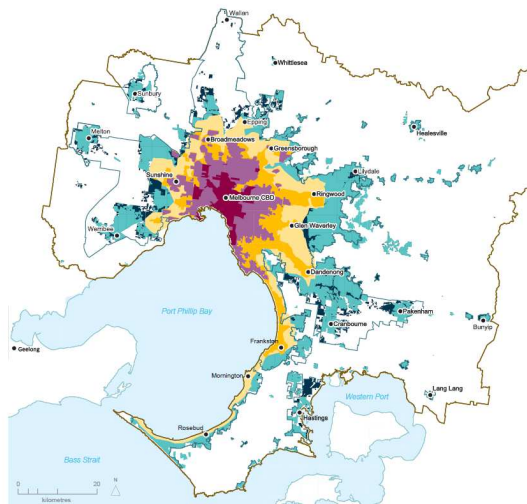 Wallan
Whittlesea
Sunbury
Epping
Healesville
Melton
Broadmeadows
Greensborough
Lilydale
Sunshine
Ringwood
Melbourne CBD
Glen Waverley
Werribee
Dandenong
Port Phillip Bay
Pakenham
Bunyip
Cranbourne
Geelong
Frankston
Mornington
Western Port
Lang Lang
Rosebud
Hastings
Bass Strait
0 20
kilometres
N